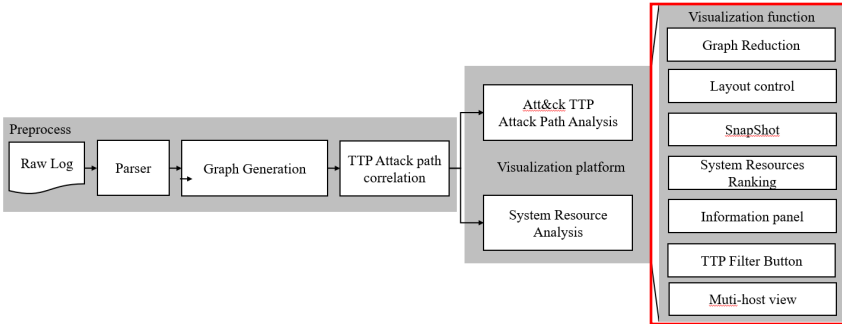 Preprocess
Raw Log
Parser
Graph Generation
TTP Attack path
correlation
Att&ck TTP
Attack Path Analysis
Visualization platform
System Resource
Analysis
Visualization function
Graph Reduction
Layout control
SnapShot
System Resources
Ranking
Information panel
TTP Filter Button
Muti-host view